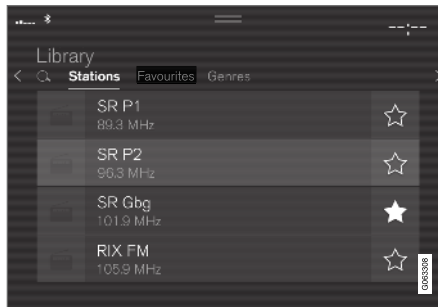 --:--
Library
Stations Favourites Genres
SR P1
89.3 MHz
SR P2
96.3 MHz
SR Gbg
101.9 MHz
RIX FM
105.9 MHz
G063308